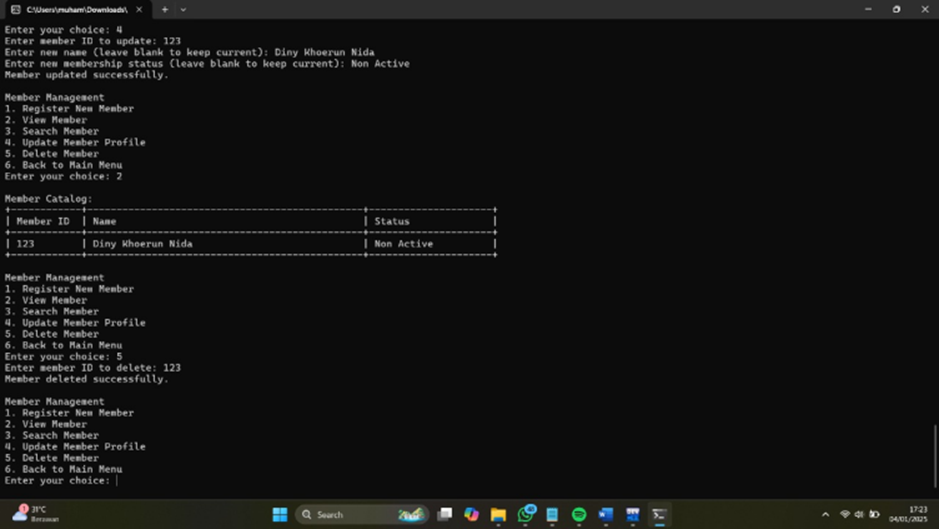 C:\Users\muham\Downloads\
Enter your choice: 4
Enter member ID to update: 123
Enter new name (leave blank to keep current): Diny Khoerun Nida
Enter new membership status (leave blank to keep current): Non Active
Member updated successfully.
Member Management
1. Register New Member
2. View Member
3. Search Member
4. Update Member Profile
5. Delete Member
6. Back to Main Menu
Enter your choice: 2
Member Catalog:
| Member ID | Name | Status |
| 123 | Diny Khoerun Nida | Non Active |
Member Management
1. Register New Member
2. View Member
3. Search Member
4. Update Member Profile
5. Delete Member
6. Back to Main Menu
Enter your choice: 5
Enter member ID to delete: 123
Member deleted successfully.
Member Management
1. Register New Member
2. View Member
3. Search Member
4. Update Member Profile
5. Delete Member
6. Back to Main Menu
Enter your choice:
31°C
Berawan
Search
17:23
04/01/2025